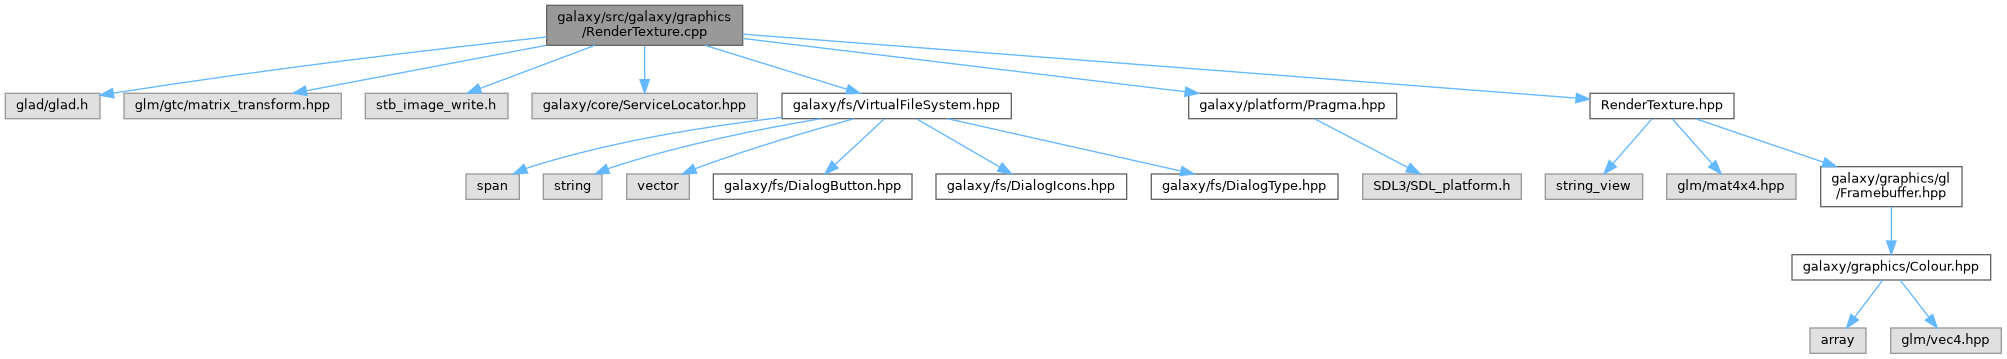 galaxy/src/galaxy/graphics
/RenderTexture.cpp
glad/glad.h
glm/gtc/matrix_transform.hpp
stb_image_write.h
galaxy/core/ServiceLocator.hpp
galaxy/fs/VirtualFileSystem.hpp
galaxy/platform/Pragma.hpp
RenderTexture.hpp
span
string
vector
galaxy/fs/DialogButton.hpp
galaxy/fs/DialogIcons.hpp
galaxy/fs/DialogType.hpp
SDL3/SDL_platform.h
string_view
glm/mat4x4.hpp
galaxy/graphics/gl
/Framebuffer.hpp
galaxy/graphics/Colour.hpp
array
glm/vec4.hpp